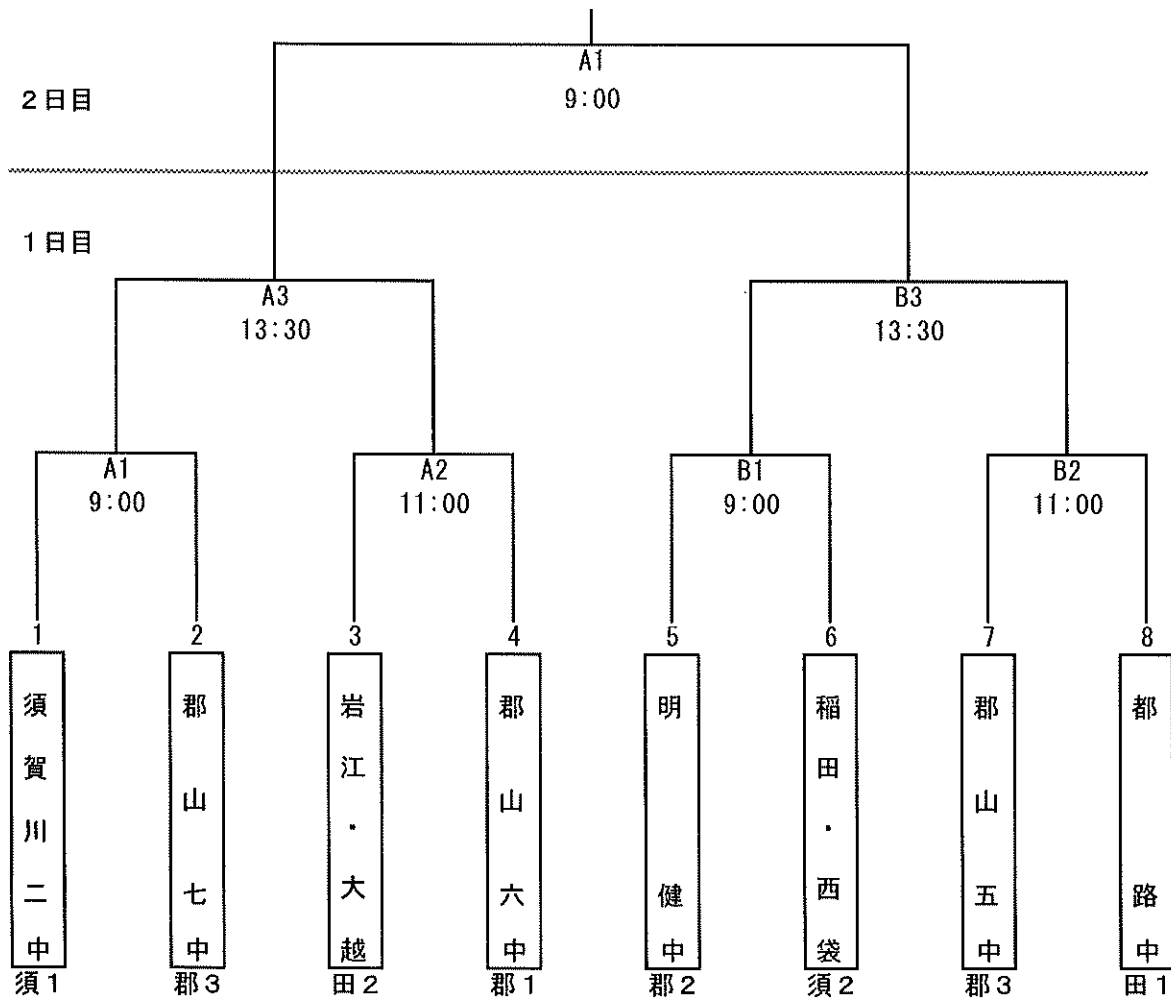 A1
9:00
2日目
1日目
A3
13:30
B3
13:30
A1
9:00
A2
11:00
B1
9:00
B2
11:00
1
2
3
4
5
6
7
8
須賀川二中
郡山七中
岩江・大越
郡山六中
明健中
稲田・西袋
郡山五中
都路中
須1
郡3
田2
郡1
郡2
須2
郡3
田1